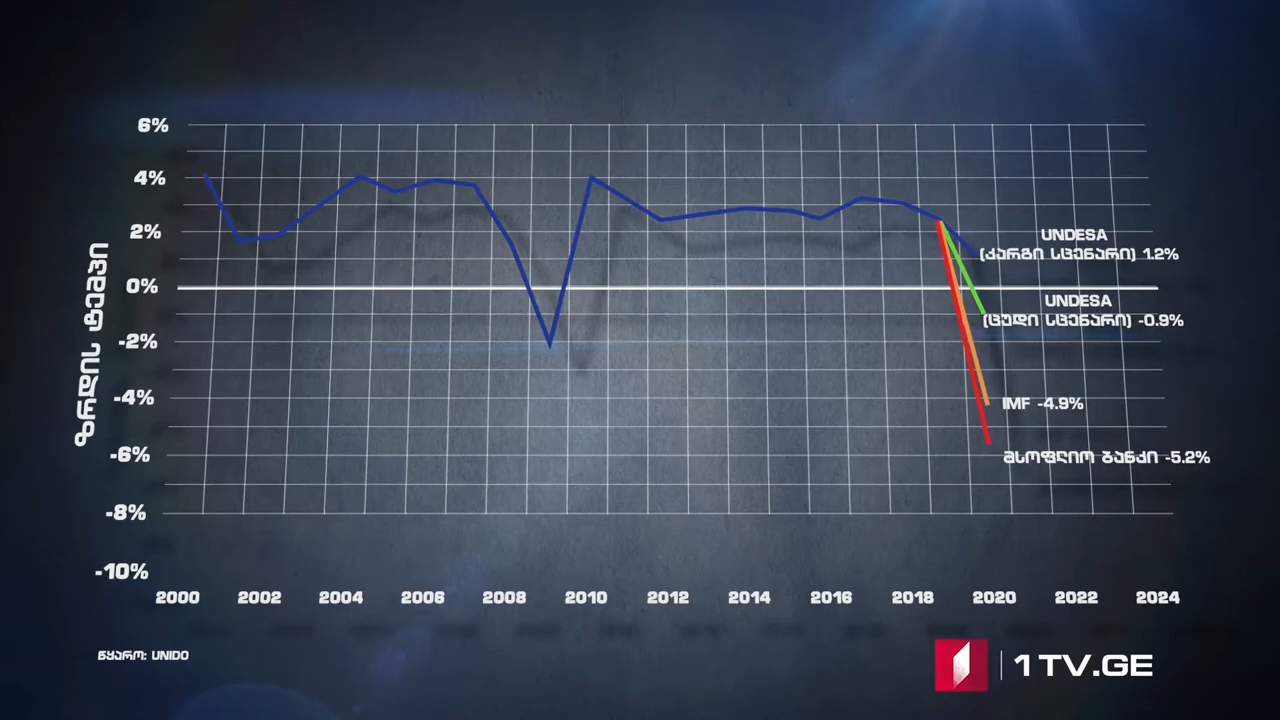 6%
4%
2%
0%
-2%
-4%
-6%
-8%
-10%
ზრდის ტემპი
UNDESA
(კარგი სცენარი) 1.2%
UNDESA
(ცუდი სცენარი) -0.9%
IMF -4.9%
მსოფლიო ბანკი -5.2%
2000 2002 2004 2006 2008 2010 2012 2014 2016 2018 2020 2022 2024
წყარო: UNIDO
1TV.GE